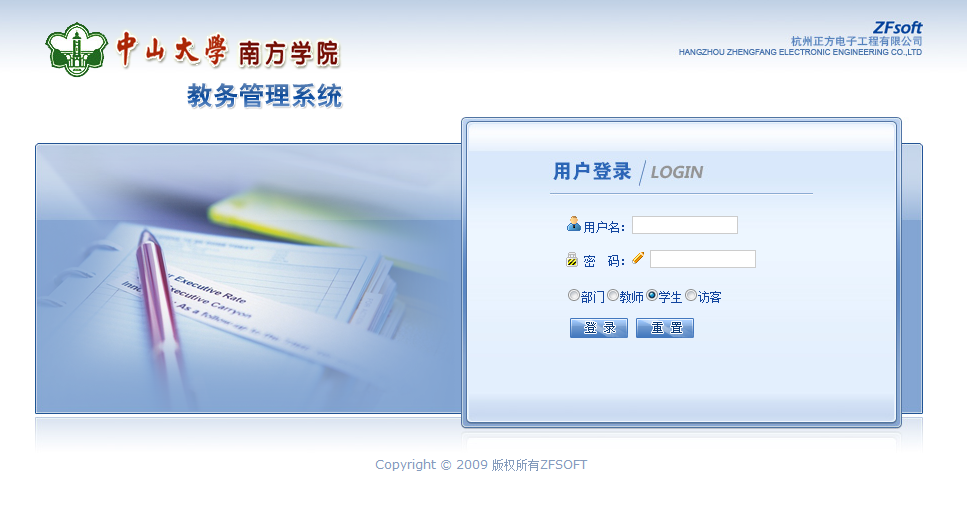 中山大學 南方学院
教务管理系统
ZFsoft
杭州正方电子工程有限公司
HANGZHOU ZHENGFANG ELECTRONIC ENGINEERING CO.,LTD
用户登录 / LOGIN
用户名：
密 码：
部门 教师 学生 访客
登 录 重 置
Executive Rate
Executive Carryon
As a follow-up to the
Copyright © 2009 版权所有ZFSOFT